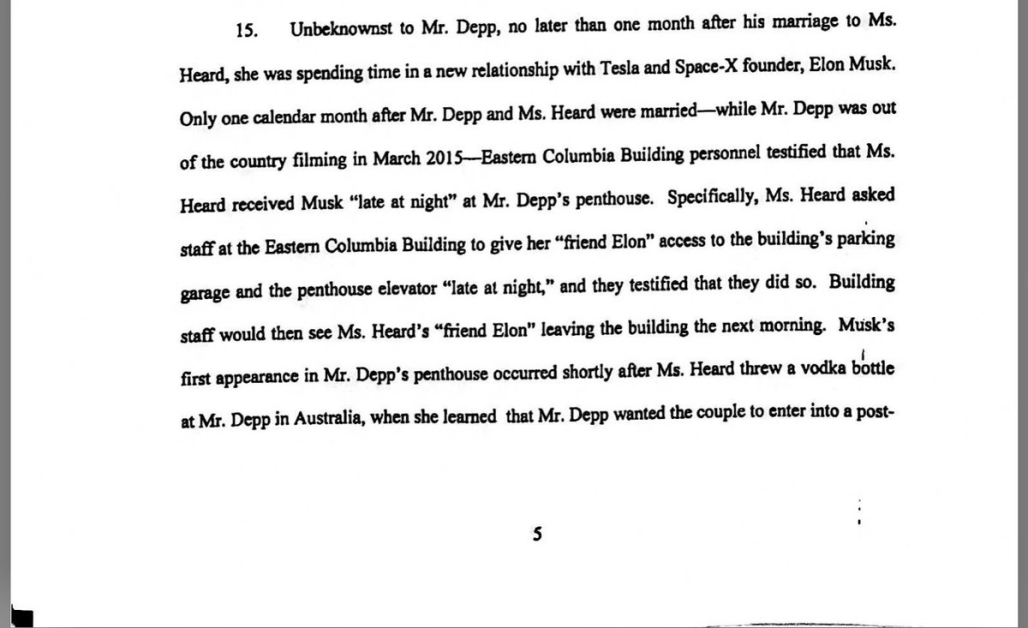 15. Unbeknownst to Mr. Depp, no later than one month after his marriage to Ms.
Heard, she was spending time in a new relationship with Tesla and Space-X founder, Elon Musk.
Only one calendar month after Mr. Depp and Ms. Heard were married—while Mr. Depp was out
of the country filming in March 2015—Eastern Columbia Building personnel testified that Ms.
Heard received Musk “late at night” at Mr. Depp’s penthouse. Specifically, Ms. Heard asked
staff at the Eastern Columbia Building to give her “friend Elon” access to the building’s parking
garage and the penthouse elevator “late at night,” and they testified that they did so. Building
staff would then see Ms. Heard’s “friend Elon” leaving the building the next morning. Musk’s
first appearance in Mr. Depp’s penthouse occurred shortly after Ms. Heard threw a vodka bottle
at Mr. Depp in Australia, when she learned that Mr. Depp wanted the couple to enter into a post-
5